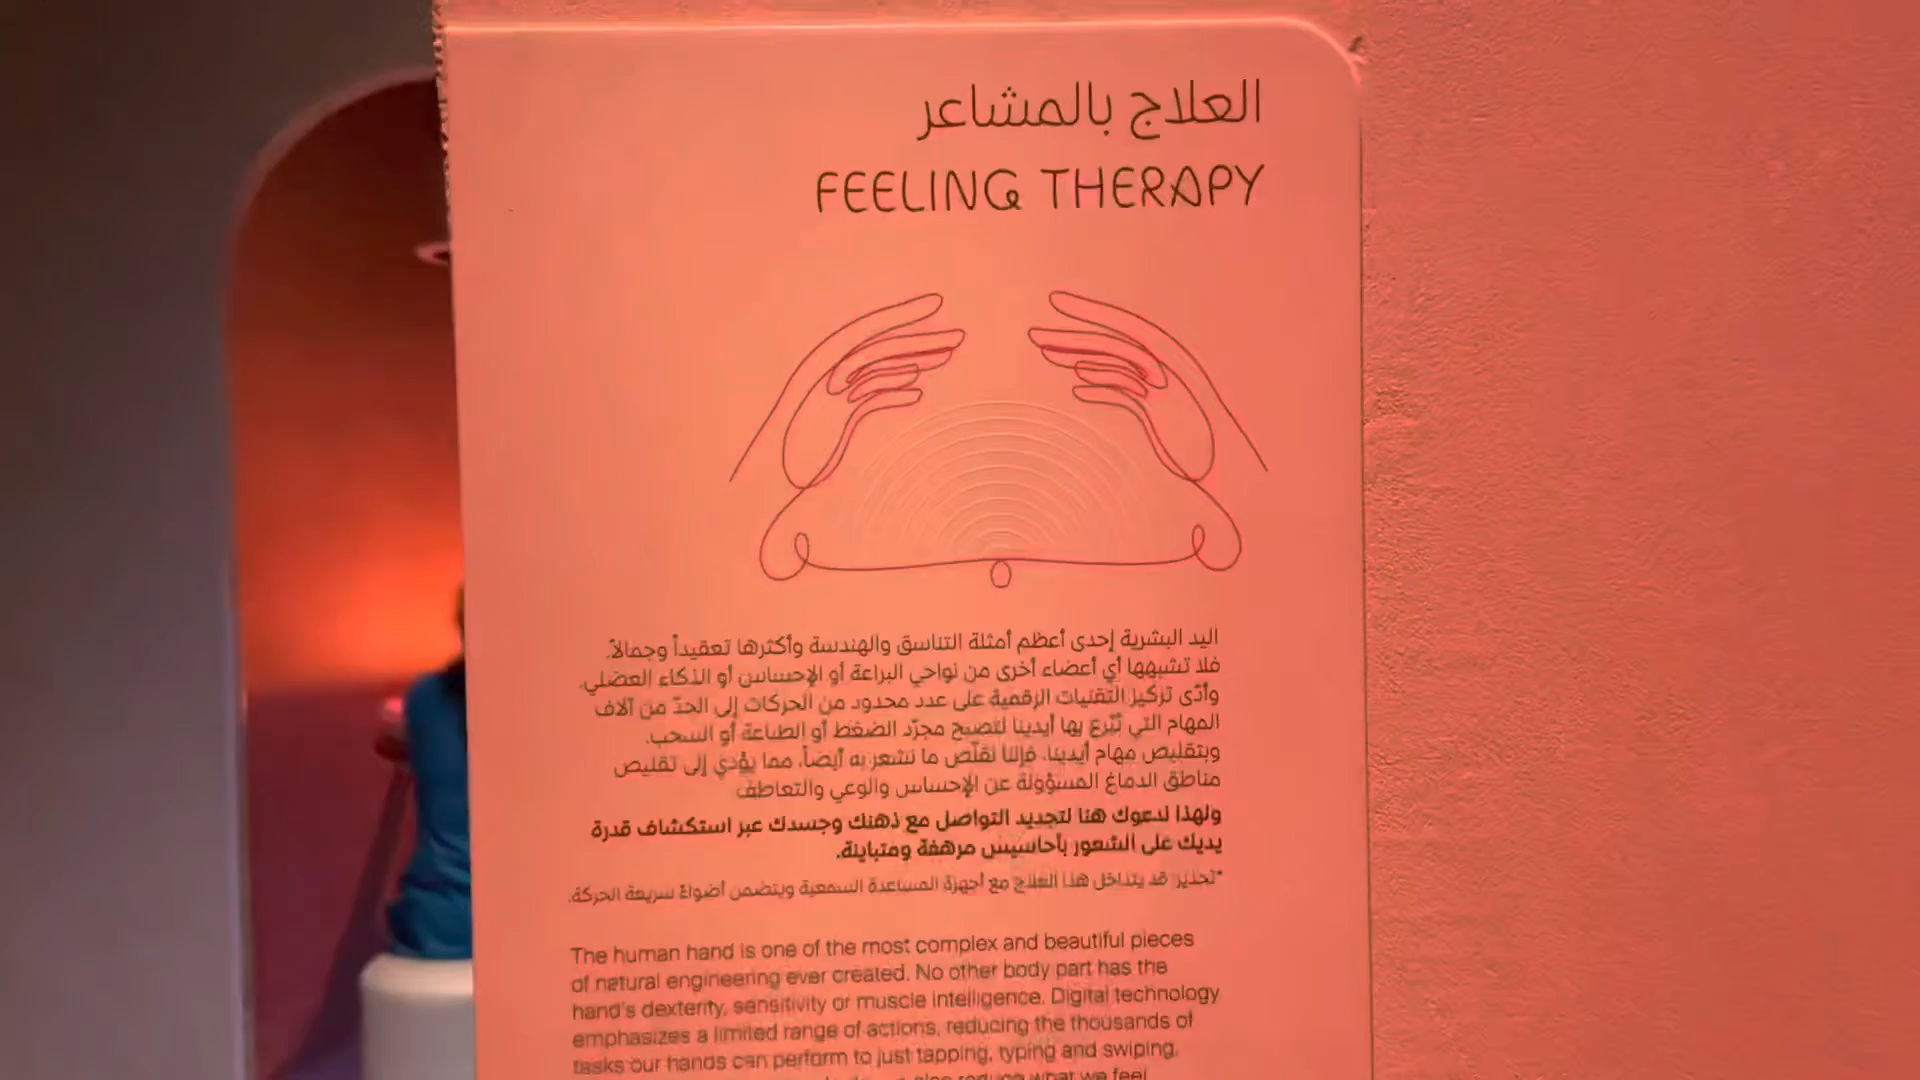 العلاج بالمشاعر
FEELING THERAPY
اليد البشرية إحدى أعظم أمثلة التناسق والهندسة وأكثرها تعقيداً وجمالاً.
فلا تشبهها أي أعضاء أخرى من نواحي البراعة أو الإحساس أو الذكاء العضلي.
وأدّى تركيز التقنيات الرقمية على عدد محدود من الحركات إلى الحدّ من آلاف
المهام التي تبْرع بها أيدينا لتصبح مجرّد الضغط أو الطباعة أو السحب.
وبتقليص مهام أيدينا، فإننا نقلّص ما نشعر به أيضاً، مما يؤدي إلى تقليص
مناطق الدماغ المسؤولة عن الإحساس والوعي والتعاطف
ولهذا ندعوك هنا لتجديد التواصل مع ذهنك وجسدك عبر استكشاف قدرة
يديك على الشعور بأحاسيس مرهفة ومتباينة.
*تحذير: قد يتداخل هذا العلاج مع أجهزة المساعدة السمعية ويتضمن أضواءً سريعة الحركة.
The human hand is one of the most complex and beautiful pieces
of natural engineering ever created. No other body part has the
hand's dexterity, sensitivity or muscle intelligence. Digital technology
emphasizes a limited range of actions, reducing the thousands of
tasks our hands can perform to just tapping, typing and swiping.
also reduce what we feel